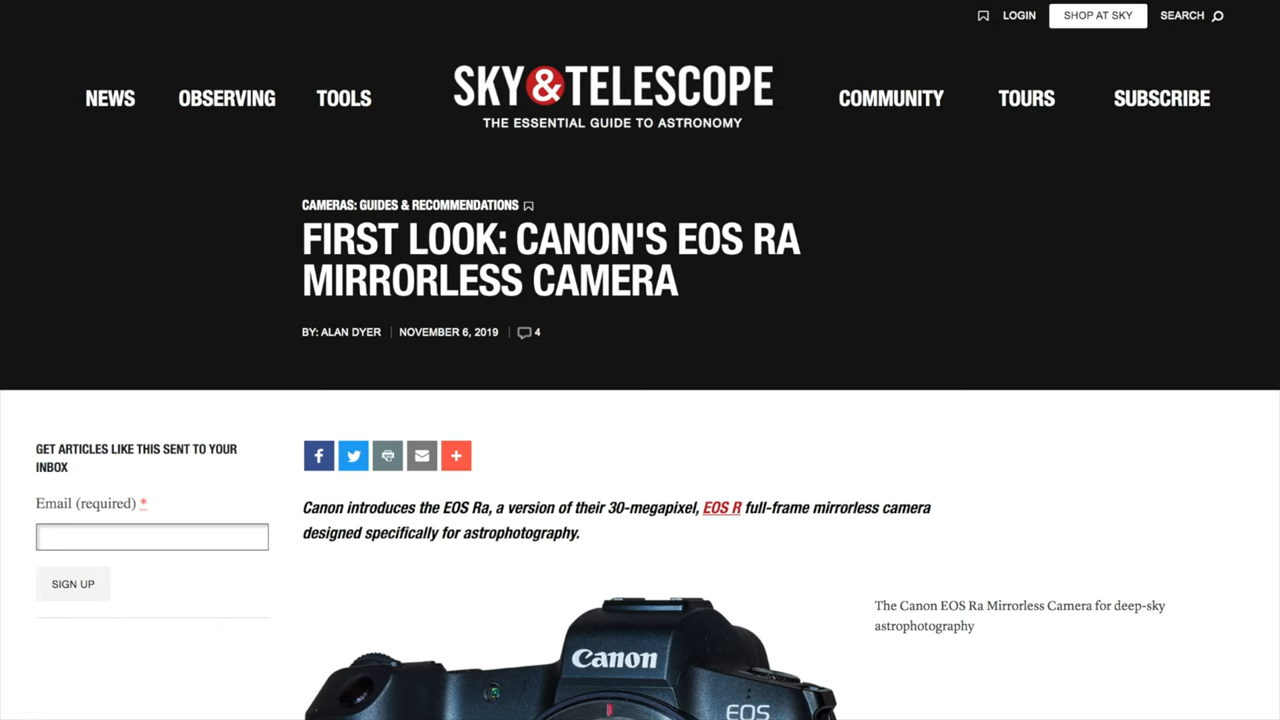 LOGIN
SHOP AT SKY
SEARCH
NEWS
OBSERVING
TOOLS
SKY&TELESCOPE
THE ESSENTIAL GUIDE TO ASTRONOMY
COMMUNITY
TOURS
SUBSCRIBE
CAMERAS: GUIDES & RECOMMENDATIONS
FIRST LOOK: CANON'S EOS RA
MIRRORLESS CAMERA
BY: ALAN DYER | NOVEMBER 6, 2019 | 4
GET ARTICLES LIKE THIS SENT TO YOUR
INBOX
Email (required) *
SIGN UP
Canon introduces the EOS Ra, a version of their 30-megapixel, EOS R full-frame mirrorless camera
designed specifically for astrophotography.
The Canon EOS Ra Mirrorless Camera for deep-sky
astrophotography
Canon
EOS